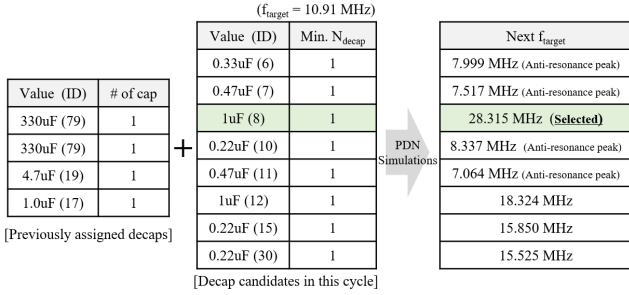 (f_target = 10.91 MHz)
Value (ID) # of cap
330uF (79) 1
330uF (79) 1
4.7uF (19) 1
1.0uF (17) 1
[Previously assigned decaps]
+
Value (ID) Min. N_decap
0.33uF (6) 1
0.47uF (7) 1
1uF (8) 1
0.22uF (10) 1
0.47uF (11) 1
1uF (12) 1
0.22uF (15) 1
0.22uF (30) 1
[Decap candidates in this cycle]
PDN
Simulations
Next f_target
7.999 MHz (Anti-resonance peak)
7.517 MHz (Anti-resonance peak)
28.315 MHz (Selected)
8.337 MHz (Anti-resonance peak)
7.064 MHz (Anti-resonance peak)
18.324 MHz
15.850 MHz
15.525 MHz